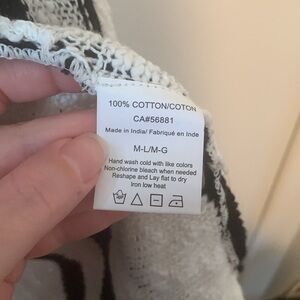 100% COTTON/COTON
CA#56881
Made in India/ Fabriqué en Inde
M-L/M-G
Hand wash cold with like colors
Non-chlorine bleach when needed
Reshape and Lay flat to dry
Iron low heat